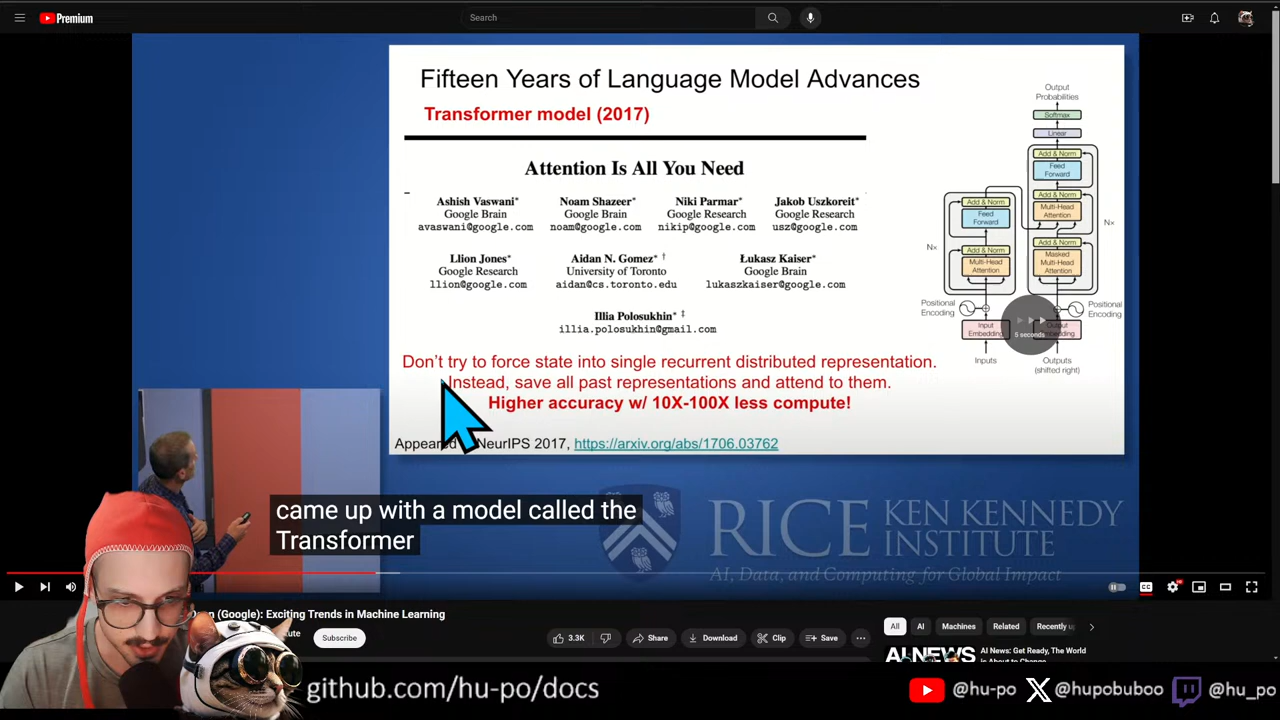 Premium
Search
Fifteen Years of Language Model Advances
Transformer model (2017)
Attention Is All You Need
Ashish Vaswani* Noam Shazeer* Niki Parmar* Jakob Uszkoreit*
Google Brain Google Brain Google Research Google Research
avaswani@google.com noam@google.com nikip@google.com usz@google.com
Llion Jones* Aidan N. Gomez* † Łukasz Kaiser*
Google Research University of Toronto Google Brain
llion@google.com aidan@cs.toronto.edu lukaszkaiser@google.com
Illia Polosukhin* ‡
illia.polosukhin@gmail.com
Don't try to force state into single recurrent distributed representation.
Instead, save all past representations and attend to them.
Higher accuracy w/ 10X-100X less compute!
Appeared NeurIPS 2017, https://arxiv.org/abs/1706.03762
Output
Probabilities
Softmax
Linear
Add & Norm
Feed
Forward
Add & Norm
Multi-Head
Attention
Add & Norm
Masked
Multi-Head
Attention
Nx
Add & Norm
Feed
Forward
Add & Norm
Multi-Head
Attention
Nx
Positional
Encoding
Positional
Encoding
Input
5 seconds
Inputs
Outputs
(shifted right)
came up with a model called the
Transformer
RICE KEN KENNEDY
INSTITUTE
AI, Data, and Computing for Global Impact
(Google): Exciting Trends in Machine Learning
Subscribe
3.3K
Share
Download
Clip
Save
All
AI
Machines
Related
Recently
AI NEWS
AI News: Get Ready, The World
github.com/hu-po/docs
@hu-po
@hupobuboo
@hu_po